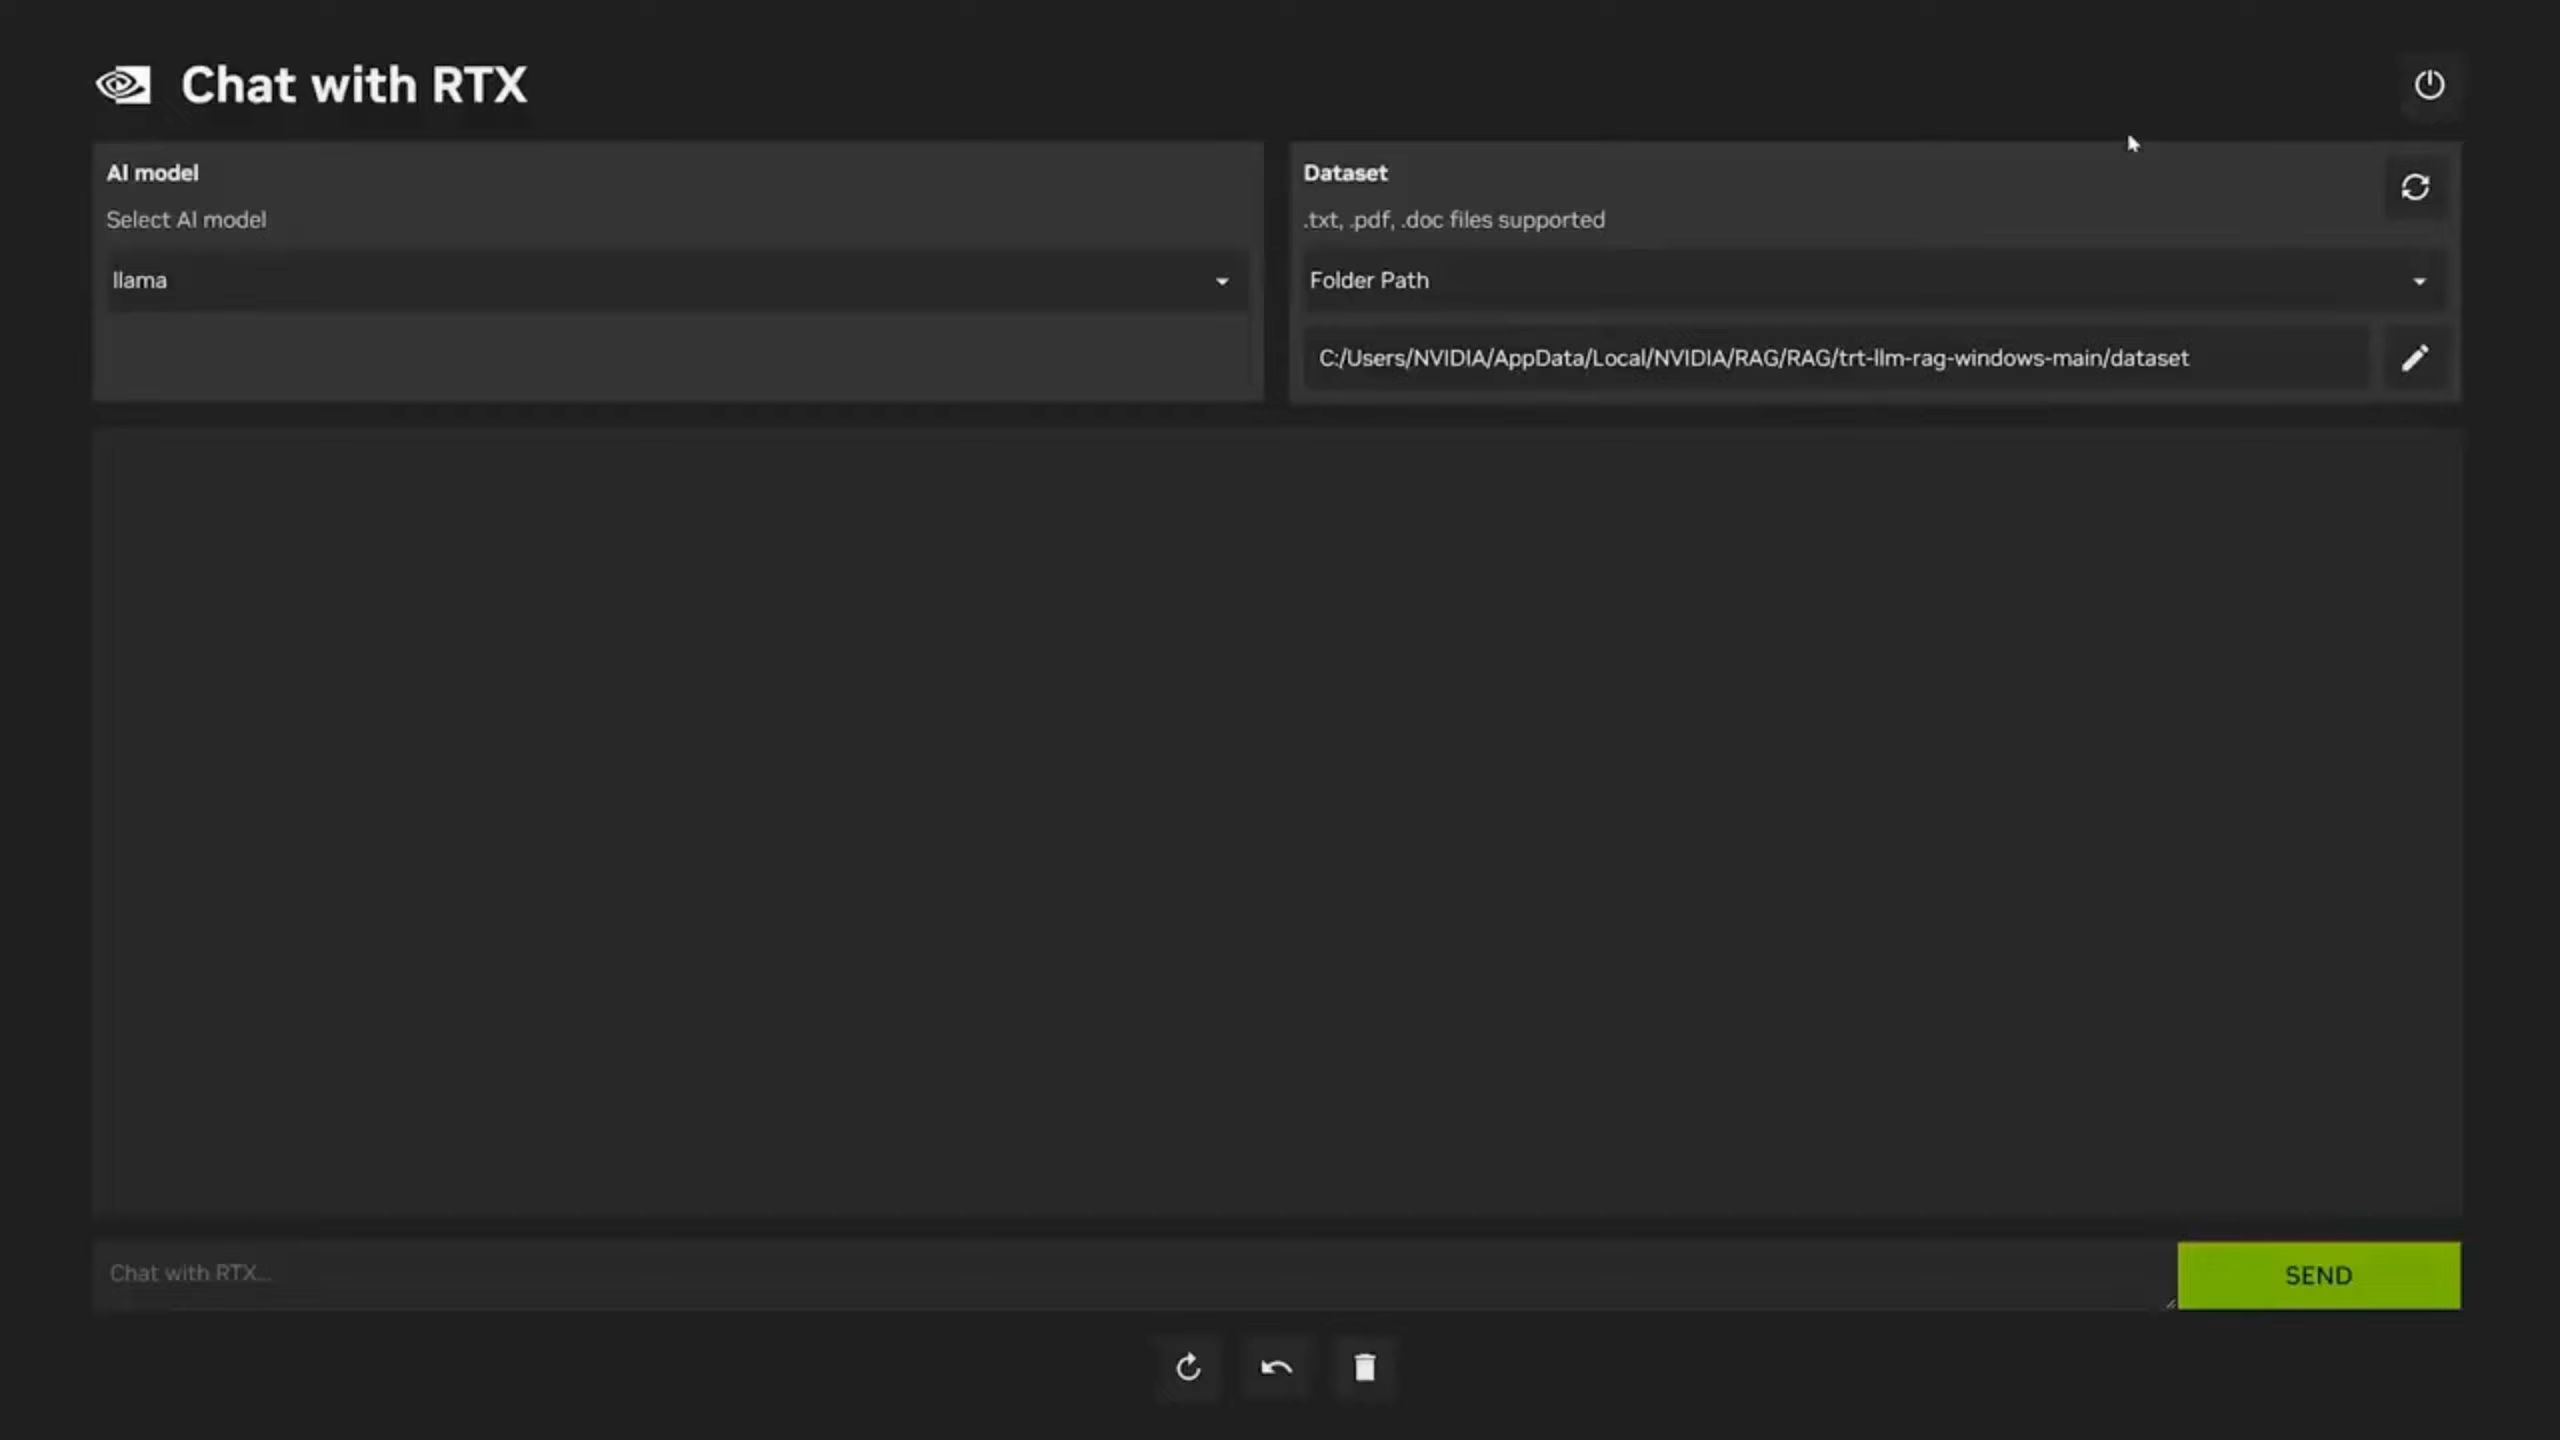 Chat with RTX
AI model
Select AI model
llama
Dataset
.txt, .pdf, .doc files supported
Folder Path
C:/Users/NVIDIA/AppData/Local/NVIDIA/RAG/RAG/trt-llm-rag-windows-main/dataset
Chat with RTX...
SEND